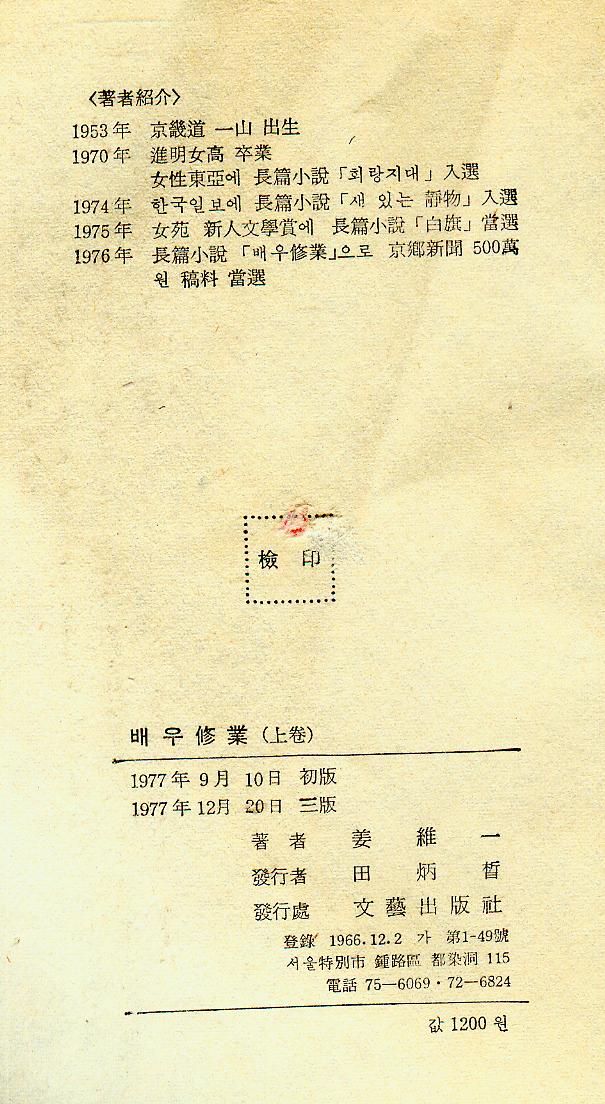 〈著者紹介〉
1953年 京畿道 一山 出生
1970年 進明女高 卒業
女性東亞에 長篇小說「회랑지대」入選
1974年 한국일보에 長篇小說「새 있는 靜物」入選
1975年 女苑 新人文學賞에 長篇小說「白旗」當選
1976年 長篇小說 「배우修業」으로 京鄕新聞 500萬
원 稿料 當選
檢 印
배우修業 (上卷)
1977年 9月 10日 初版
1977年 12月 20日 三版
著者 姜維一
發行者 田炳晳
發行處 文藝出版社
登錄 1966.12.2 가 第1-49號
서울特別市 鍾路區 都染洞 115
電話 75—6069·72—6824
값 1200 원